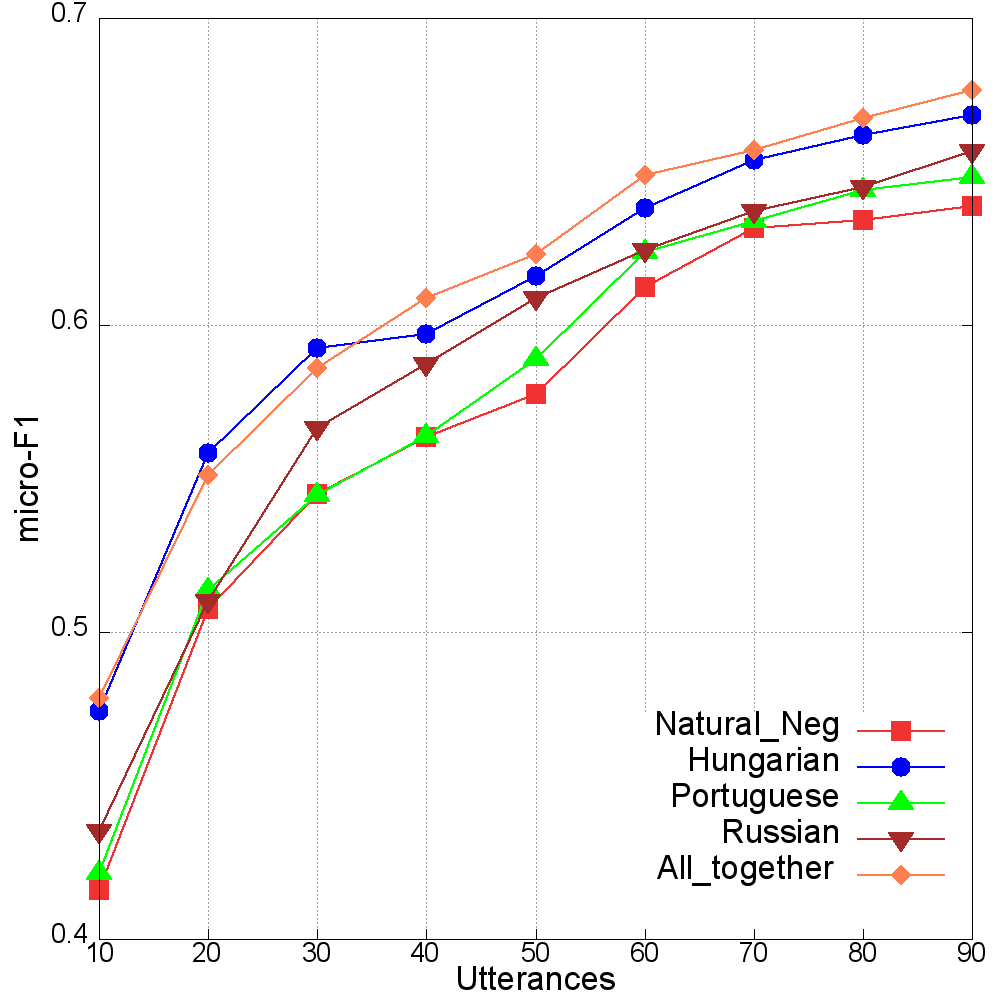 0.7
0.6
0.5
0.4
micro-F1
Natural_Neg
Hungarian
Portuguese
Russian
All_together
10 20 30 40 50 60 70 80 90
Utterances